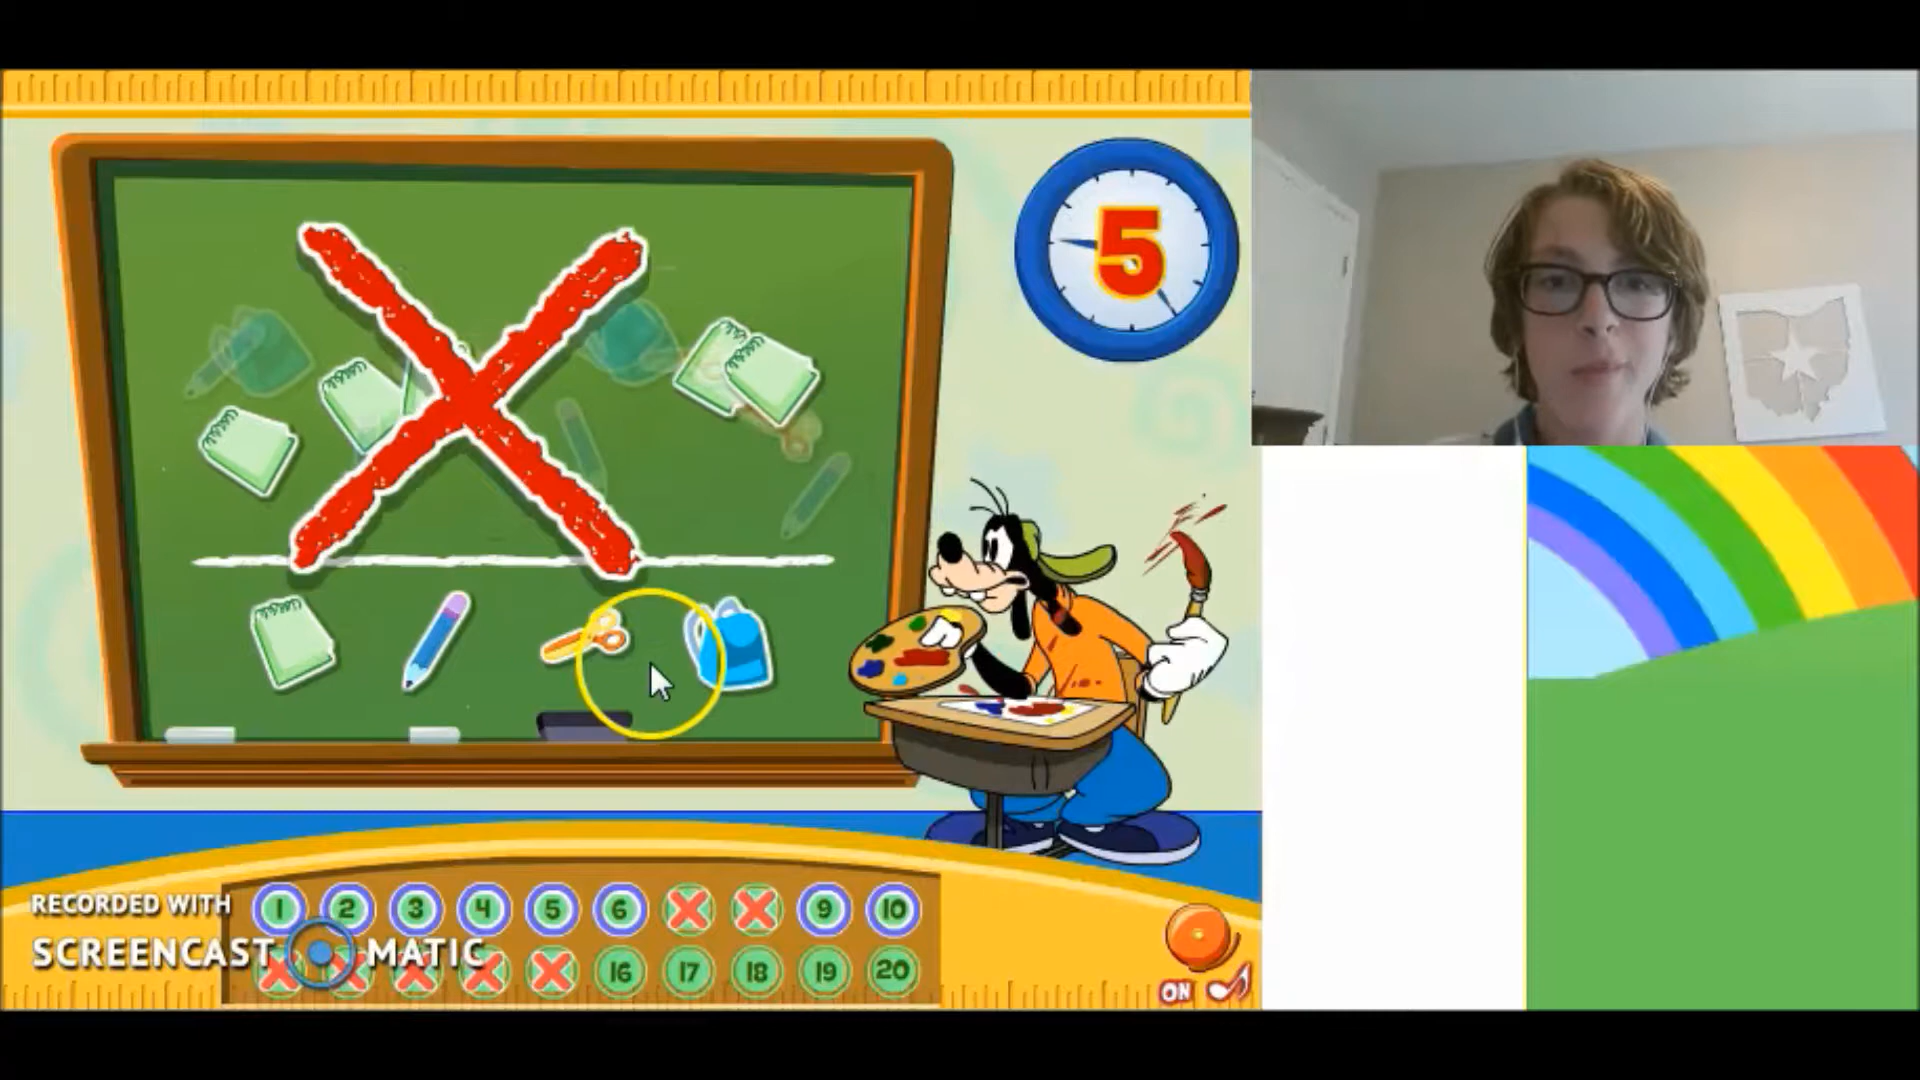 5
RECORDED WITH
1 2 3 4 5 6 9 10
SCREENCAST MATIC
16 17 18 19 20
ON